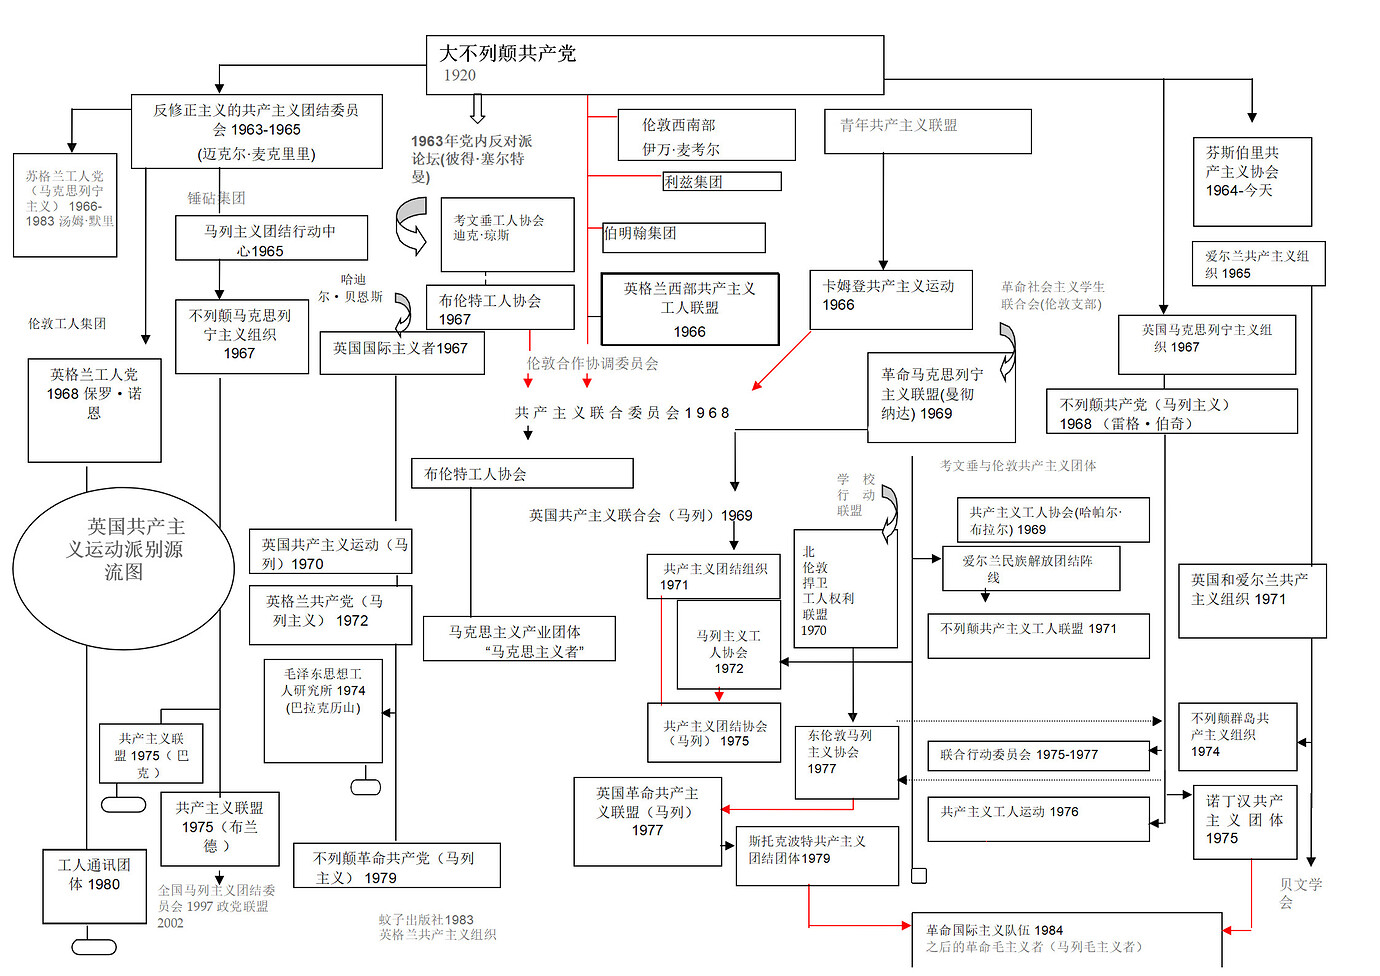 大不列颠共产党
1920
反修正主义的共产主义团结委员
会 1963-1965
(迈克尔·麦克里里)
1963年党内反对派
论坛(彼得·塞尔特
曼)
伦敦西南部
伊万·麦考尔
青年共产主义联盟
芬斯伯里共
产主义协会
1964-今天
苏格兰工人党
（马克思列宁
主义） 1966-
1983 汤姆·默里
利兹集团
锤砧集团
马列主义团结行动中
心1965
考文垂工人协会
迪克·琼斯
伯明翰集团
爱尔兰共产主义组
织 1965
哈迪
尔·贝恩斯
布伦特工人协会
1967
英格兰西部共产主义
工人联盟
1966
卡姆登共产主义运动
1966
革命社会主义学生
联合会(伦敦支部)
伦敦工人集团
不列颠马克思列
宁主义组织
1967
英国国际主义者1967
英国马克思列宁主义组
织 1967
伦敦合作协调委员会
英格兰工人党
1968 保罗·诺
恩
革命马克思列宁
主义联盟(曼彻
纳达) 1969
不列颠共产党（马列主义）
1968 （雷格·伯奇）
共产主义联合委员会1968
布伦特工人协会
学 校
行 动
联盟
考文垂与伦敦共产主义团体
英国共产主义联合会（马列）1969
共产主义工人协会(哈帕尔·
布拉尔) 1969
英国共产主
义运动派别源
流图
英国共产主义运动（马
列）1970
北
伦敦
捍卫
工人权利
联盟
1970
爱尔兰民族解放团结阵
线
共产主义团结组织
1971
英国和爱尔兰共产
主义组织 1971
英格兰共产党（马
列主义） 1972
马克思主义产业团体
“马克思主义者”
马列主义工
人协会
1972
不列颠共产主义工人联盟 1971
毛泽东思想工
人研究所 1974
(巴拉克历山)
共产主义团结协会
（马列） 1975
东伦敦马列
主义协会
1977
不列颠群岛共
产主义组织
1974
共产主义联
盟 1975（ 巴
克 ）
联合行动委员会 1975-1977
共产主义联盟
1975（布兰
德 ）
英国革命共产主
义联盟（马列）
1977
共产主义工人运动 1976
诺丁汉共产
主 义 团 体
1975
斯托克波特共产主义
团结团体1979
工人通讯团
体 1980
不列颠革命共产党（马列
主义） 1979
贝文学
会
全国马列主义团结委
员会 1997 政党联盟
2002
蚊子出版社1983
英格兰共产主义组织
革命国际主义队伍 1984
之后的革命毛主义者（马列毛主义者）